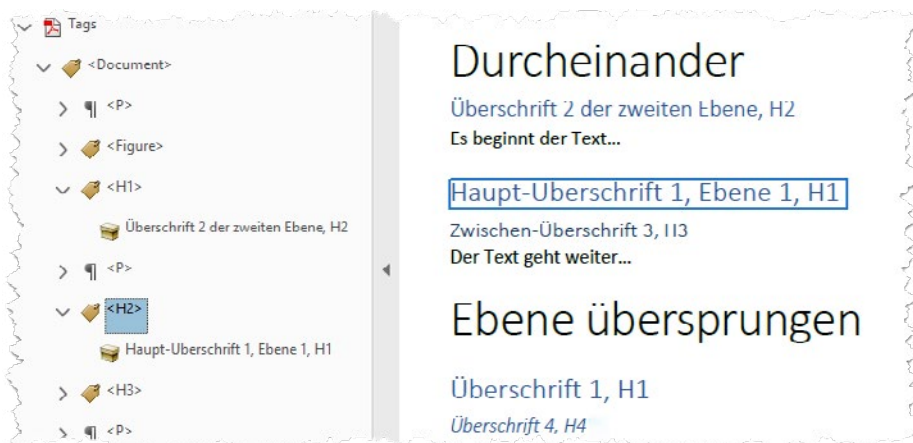 Tags
<Document>
<P>
<Figure>
<H1>
Überschrift 2 der zweiten Ebene, H2
<P>
<H2>
Haupt-Uberschrift 1, Ebene 1, H1
<H3>
<P>
Durcheinander
Überschrift 2 der zweiten Ebene, H2
Es beginnt der Text...
Haupt-Uberschrift 1, Ebene 1, H1
Zwischen-Überschrift 3, H3
Der Text geht weiter...
Ebene übersprungen
Überschrift 1, H1
Überschrift 4, H4